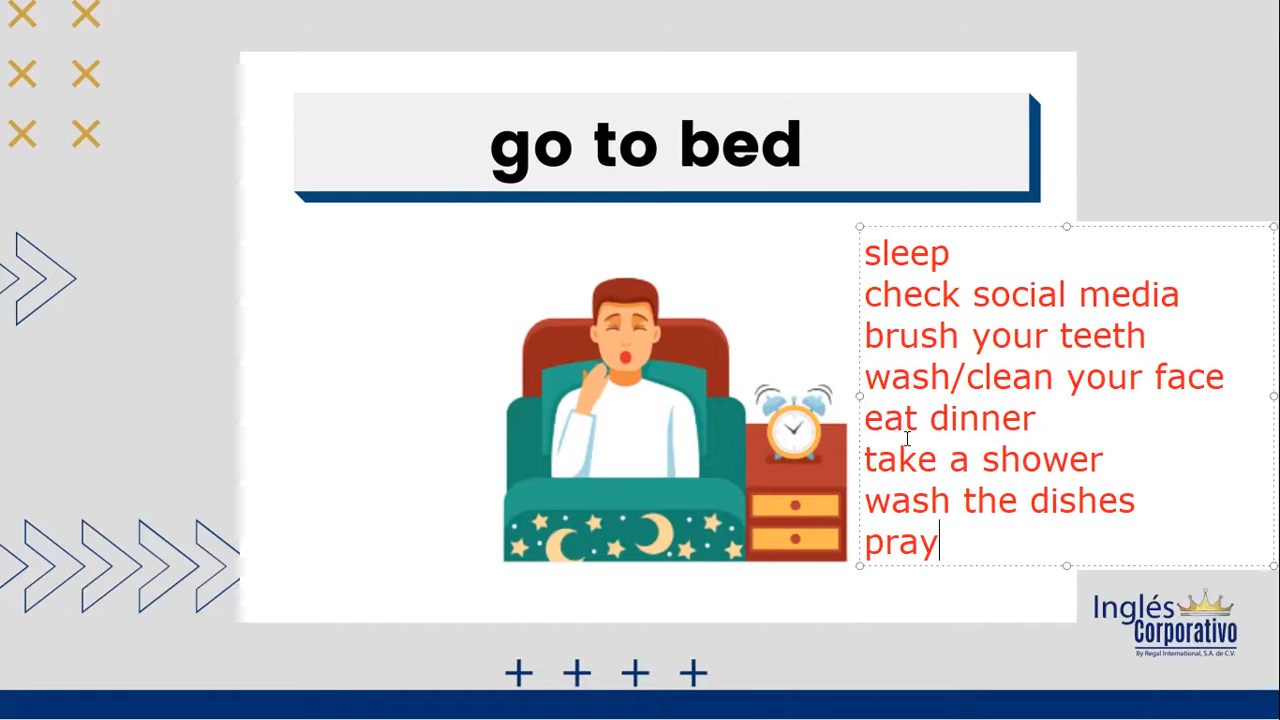 go to bed
sleep
check social media
brush your teeth
wash/clean your face
eat dinner
take a shower
wash the dishes
pray
Inglés
Corporativo
By Regal International, S.A. de C.V.